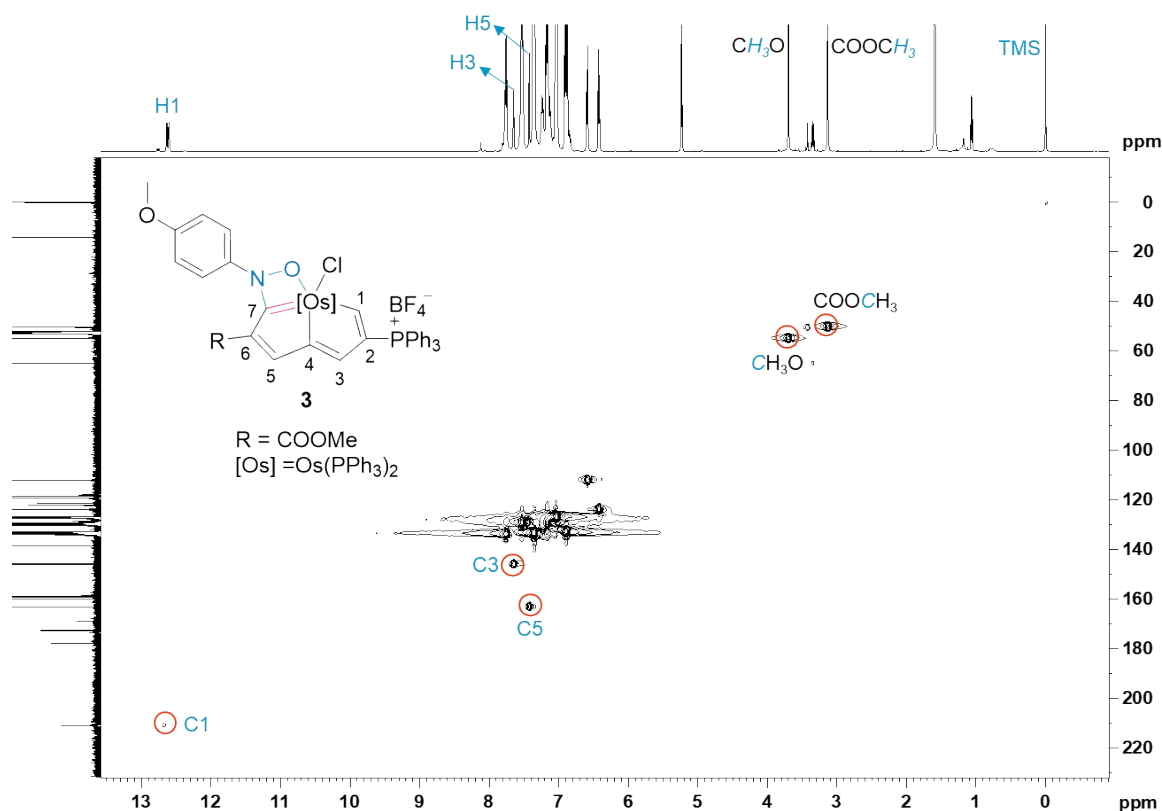 H5
H3
H1
CH₃O
COOCH₃
TMS
ppm
O
N
O
Cl
[Os]
1
7
BF₄⁻
R
6
5
4
3
2
+
PPh₃
3
R = COOMe
[Os] =Os(PPh₃)₂
COOCH₃
CH₃O
C3
C5
C1
0
20
40
60
80
100
120
140
160
180
200
220
13 12 11 10 9 8 7 6 5 4 3 2 1 0 ppm